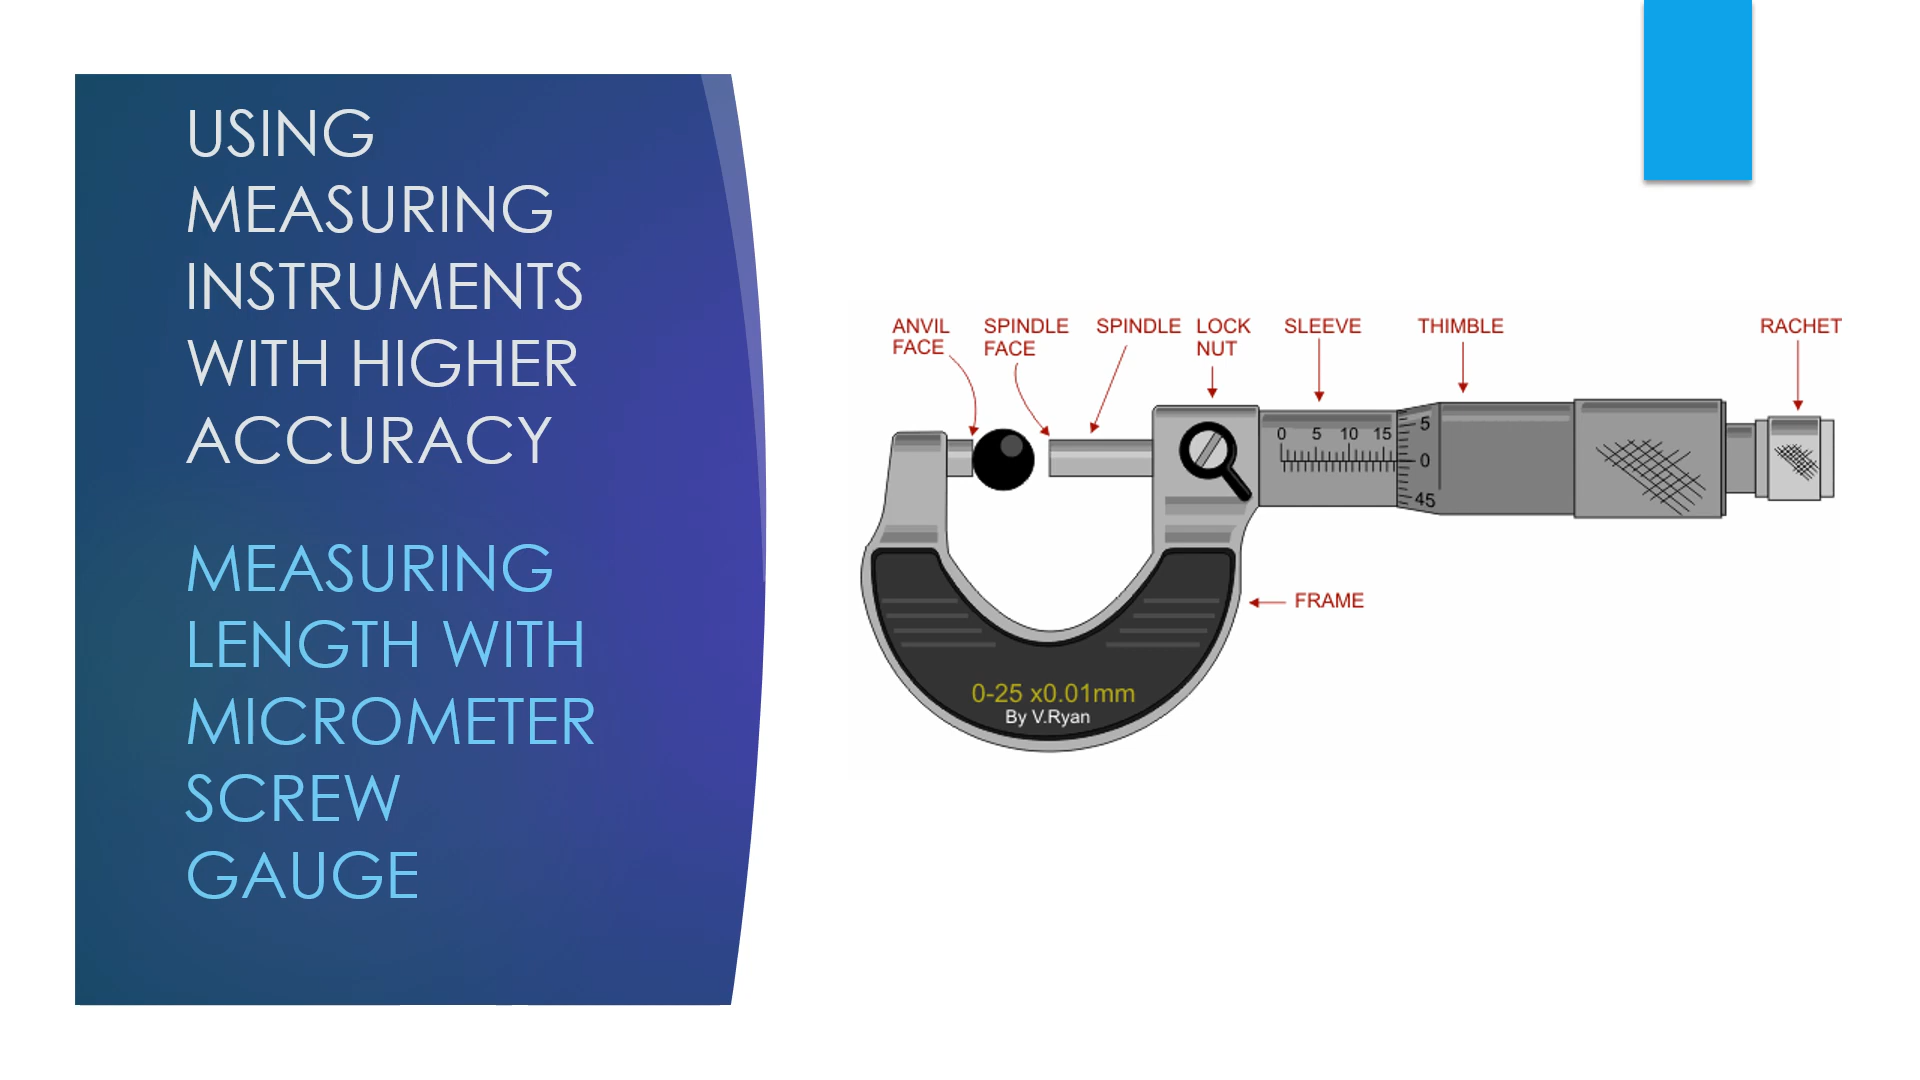 USING
MEASURING
INSTRUMENTS
WITH HIGHER
ACCURACY
MEASURING
LENGTH WITH
MICROMETER
SCREW
GAUGE
ANVIL
FACE
SPINDLE
FACE
SPINDLE
LOCK
NUT
SLEEVE
THIMBLE
RACHET
0 5 10 15
5
0
45
FRAME
0-25 x0.01mm
By V.Ryan